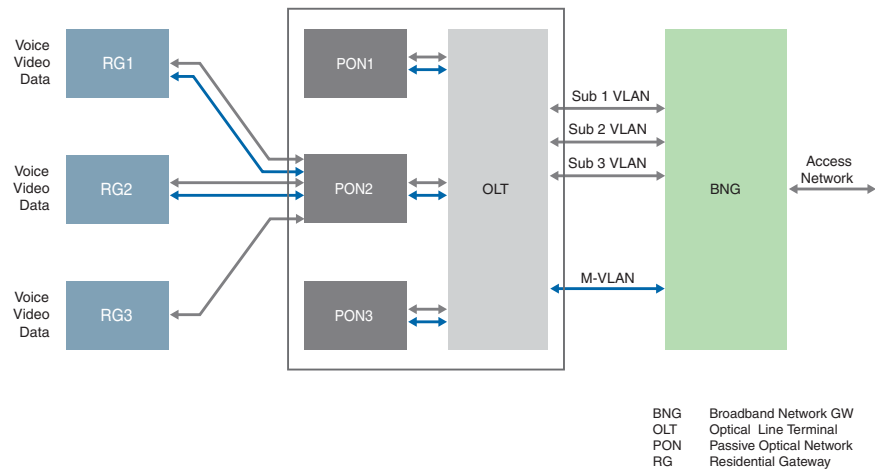 Voice
Video
Data
RG1
PON1
Voice
Video
Data
RG2
PON2
Voice
Video
Data
RG3
PON3
OLT
Sub 1 VLAN
Sub 2 VLAN
Sub 3 VLAN
M-VLAN
BNG
Access
Network
BNG Broadband Network GW
OLT Optical Line Terminal
PON Passive Optical Network
RG Residential Gateway